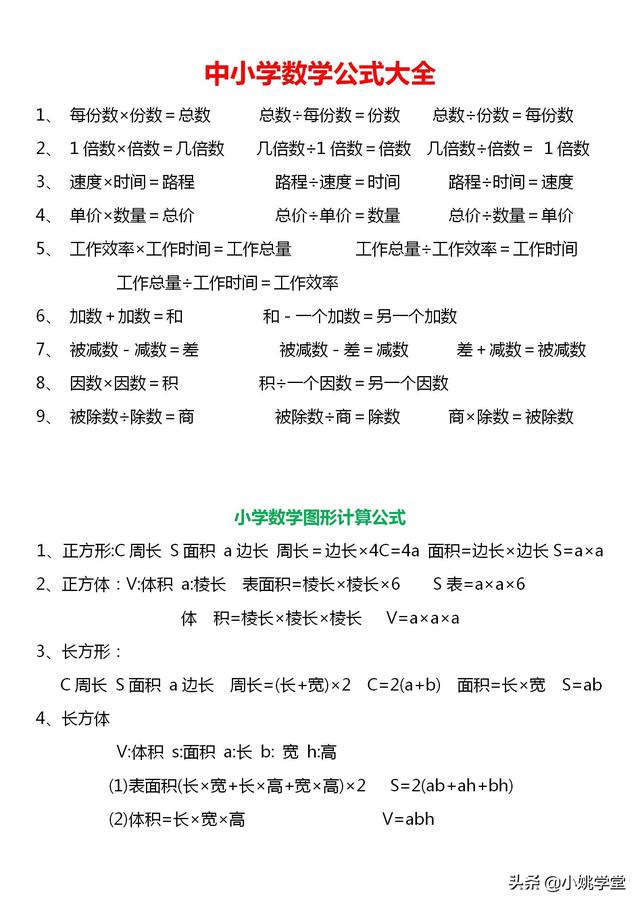 中小学数学公式大全
1、 每份数×份数＝总数 总数÷每份数＝份数 总数÷份数＝每份数
2、 1倍数×倍数＝几倍数 几倍数÷1倍数＝倍数 几倍数÷倍数＝ 1倍数
3、 速度×时间＝路程 路程÷速度＝时间 路程÷时间＝速度
4、 单价×数量＝总价 总价÷单价＝数量 总价÷数量＝单价
5、 工作效率×工作时间＝工作总量 工作总量÷工作效率＝工作时间
工作总量÷工作时间＝工作效率
6、 加数＋加数＝和 和－一个加数＝另一个加数
7、 被减数－减数＝差 被减数－差＝减数 差＋减数＝被减数
8、 因数×因数＝积 积÷一个因数＝另一个因数
9、 被除数÷除数＝商 被除数÷商＝除数 商×除数＝被除数
小学数学图形计算公式
1、正方形:C周长 S面积 a边长 周长＝边长×4C=4a 面积=边长×边长S=a×a
2、正方体：V:体积 a:棱长 表面积=棱长×棱长×6 S表=a×a×6
体 积=棱长×棱长×棱长 V=a×a×a
3、长方形：
C周长 S面积 a边长 周长=(长+宽)×2 C=2(a+b) 面积=长×宽 S=ab
4、长方体
V:体积 s:面积 a:长 b: 宽 h:高
(1)表面积(长×宽+长×高+宽×高)×2 S=2(ab+ah+bh)
(2)体积=长×宽×高 V=abh
头条 @小姚学堂